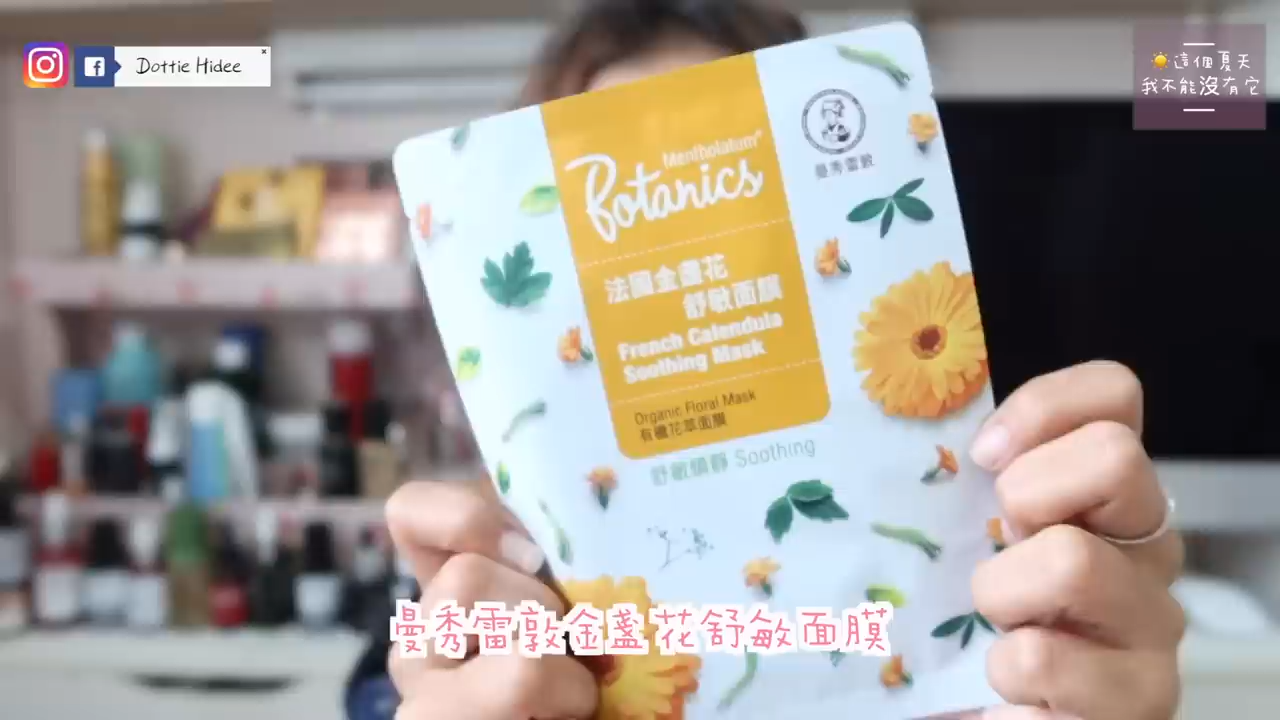 Dottie Hidee
這個夏天
我不能沒有它
曼秀雷敦
Mentholatum®
Botanics
法國金盞花
舒敏面膜
French Calendula
Soothing Mask
Organic Floral Mask
有機花萃面膜
舒敏鎮靜 Soothing
曼秀雷敦金盞花舒敏面膜